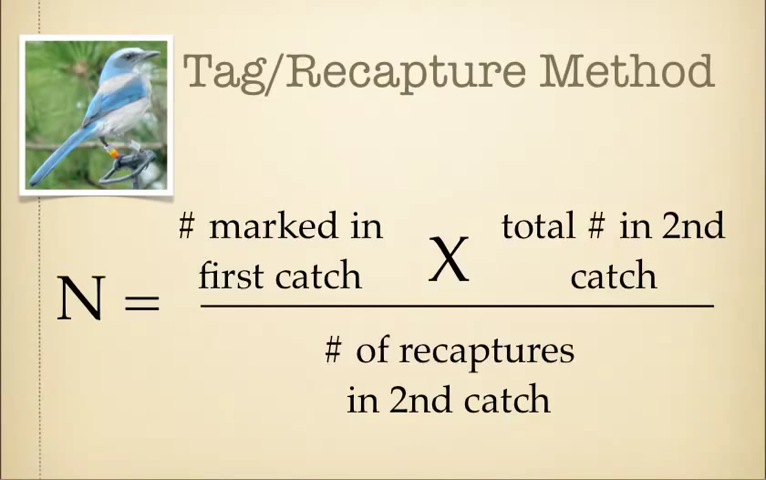 Tag/Recapture Method
# marked in
first catch
X
total # in 2nd
catch
N =
# of recaptures
in 2nd catch